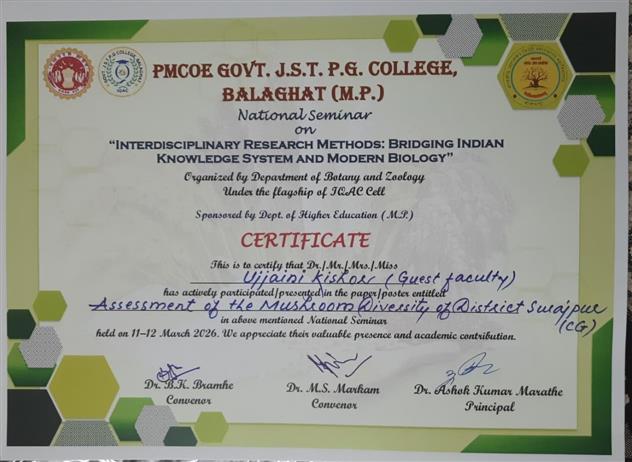 PMCOE GOVT. J.S.T. P.G. COLLEGE,
BALAGHAT (M.P.)
National Seminar
on
“INTERDISCIPLINARY RESEARCH METHODS: BRIDGING INDIAN
KNOWLEDGE SYSTEM AND MODERN BIOLOGY”
Organized by Department of Botany and Zoology
Under the flagship of IQAC Cell
Sponsored by Dept. of Higher Education (M.P.)
CERTIFICATE
This is to certify that Dr./Mr./Mrs./Miss
Ujjaini Kishor (Guest faculty)
has actively participated/presented in the paper/poster entitled
Assessment of the Mushroom Diversity of District Surajpur
(CG)
in above mentioned National Seminar
held on 11–12 March 2026. We appreciate their valuable presence and academic contribution.
Dr. B.K. Bramhe
Convenor
Dr. M.S. Markam
Convenor
Dr. Ashok Kumar Marathe
Principal